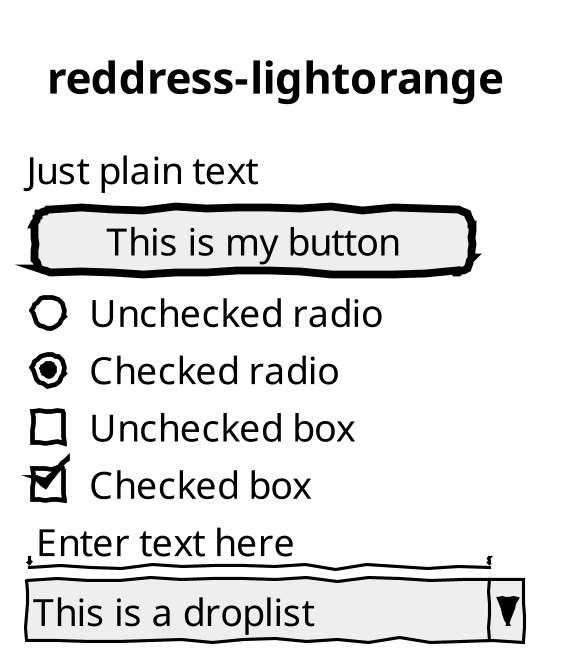 reddress-lightorange
Just plain text
This is my button
Unchecked radio
Checked radio
Unchecked box
Checked box
Enter text here
This is a droplist